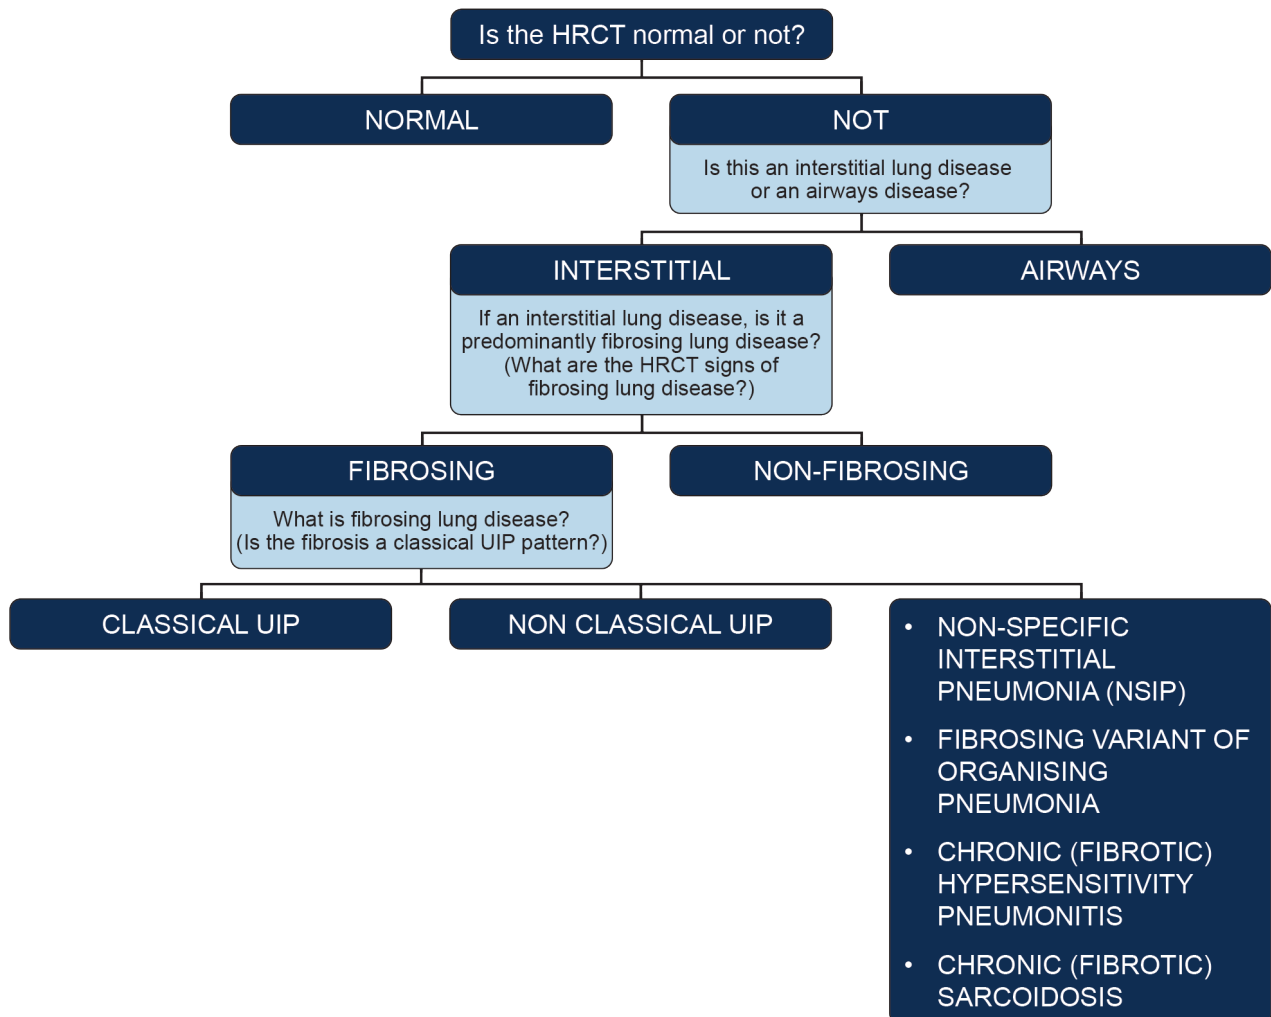 Is the HRCT normal or not?
NORMAL
NOT
Is this an interstitial lung disease
or an airways disease?
INTERSTITIAL
AIRWAYS
If an interstitial lung disease, is it a
predominantly fibrosing lung disease?
(What are the HRCT signs of
fibrosing lung disease?)
FIBROSING
NON-FIBROSING
What is fibrosing lung disease?
(Is the fibrosis a classical UIP pattern?)
CLASSICAL UIP
NON CLASSICAL UIP
• NON-SPECIFIC
INTERSTITIAL
PNEUMONIA (NSIP)
• FIBROSING VARIANT OF
ORGANISING
PNEUMONIA
• CHRONIC (FIBROTIC)
HYPERSENSITIVITY
PNEUMONITIS
• CHRONIC (FIBROTIC)
SARCOIDOSIS